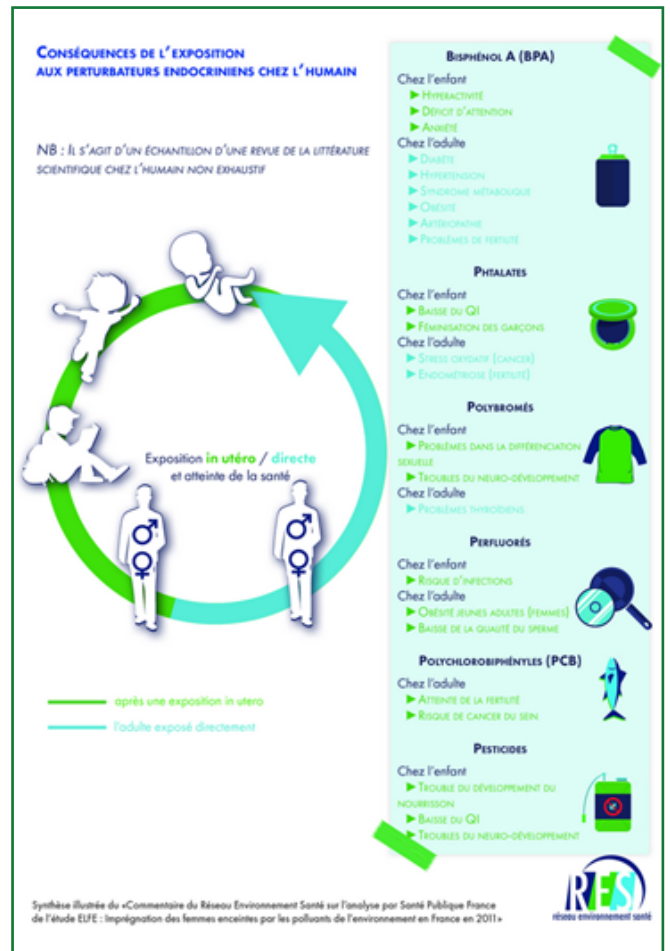 CONSÉQUENCES DE L'EXPOSITION
AUX PERTURBATEURS ENDOCRINIENS CHEZ L'HUMAIN
NB : IL S'AGIT D'UN ÉCHANTILLON D'UNE REVUE DE LA LITTÉRATURE
SCIENTIFIQUE CHEZ L'HUMAIN NON EXHAUSTIF
Exposition in utéro / directe
et atteinte de la santé
après une exposition in utero
l'adulte exposé directement
BISPHÉNOL A (BPA)
Chez l'enfant
► HYPERACTIVITÉ
► DÉFICIT D'ATTENTION
► ANXIÉTÉ
Chez l'adulte
► DIABÈTE
► HYPERTENSION
► SYNDROME MÉTABOLIQUE
► OBÉSITÉ
► ARTÉRIOPATHIE
► PROBLÈMES DE FERTILITÉ
PHTALATES
Chez l'enfant
► BAISSE DU QI
► FÉMINISATION DES GARÇONS
Chez l'adulte
► STRESS OXYDATIF (CANCER)
► ENDOMÉTRIOSE (FERTILITÉ)
POLYBROMÉS
Chez l'enfant
► PROBLÈMES DANS LA DIFFÉRENCIATION
SEXUELLE
► TROUBLES DU NEURO-DÉVELOPPEMENT
Chez l'adulte
► PROBLÈMES THYROÏDIENS
PERFLUORÉS
Chez l'enfant
► RISQUE D'INFECTIONS
Chez l'adulte
► OBÉSITÉ JEUNES ADULTES (FEMMES)
► BAISSE DE LA QUALITÉ DU SPERME
POLYCHLOROBIPHÉNYLES (PCB)
Chez l'adulte
► ATTEINTE DE LA FERTILITÉ
► RISQUE DE CANCER DU SEIN
PESTICIDES
Chez l'enfant
► TROUBLE DU DÉVELOPPEMENT DU
NOURRISSON
► BAISSE DU QI
► TROUBLES DU NEURO-DÉVELOPPEMENT
Synthèse illustrée du «Commentaire du Réseau Environnement Santé sur l'analyse par Santé Publique France
de l'étude ELFE : Imprégnation des femmes enceintes par les polluants de l'environnement en France en 2011»
RES
réseau environnement santé